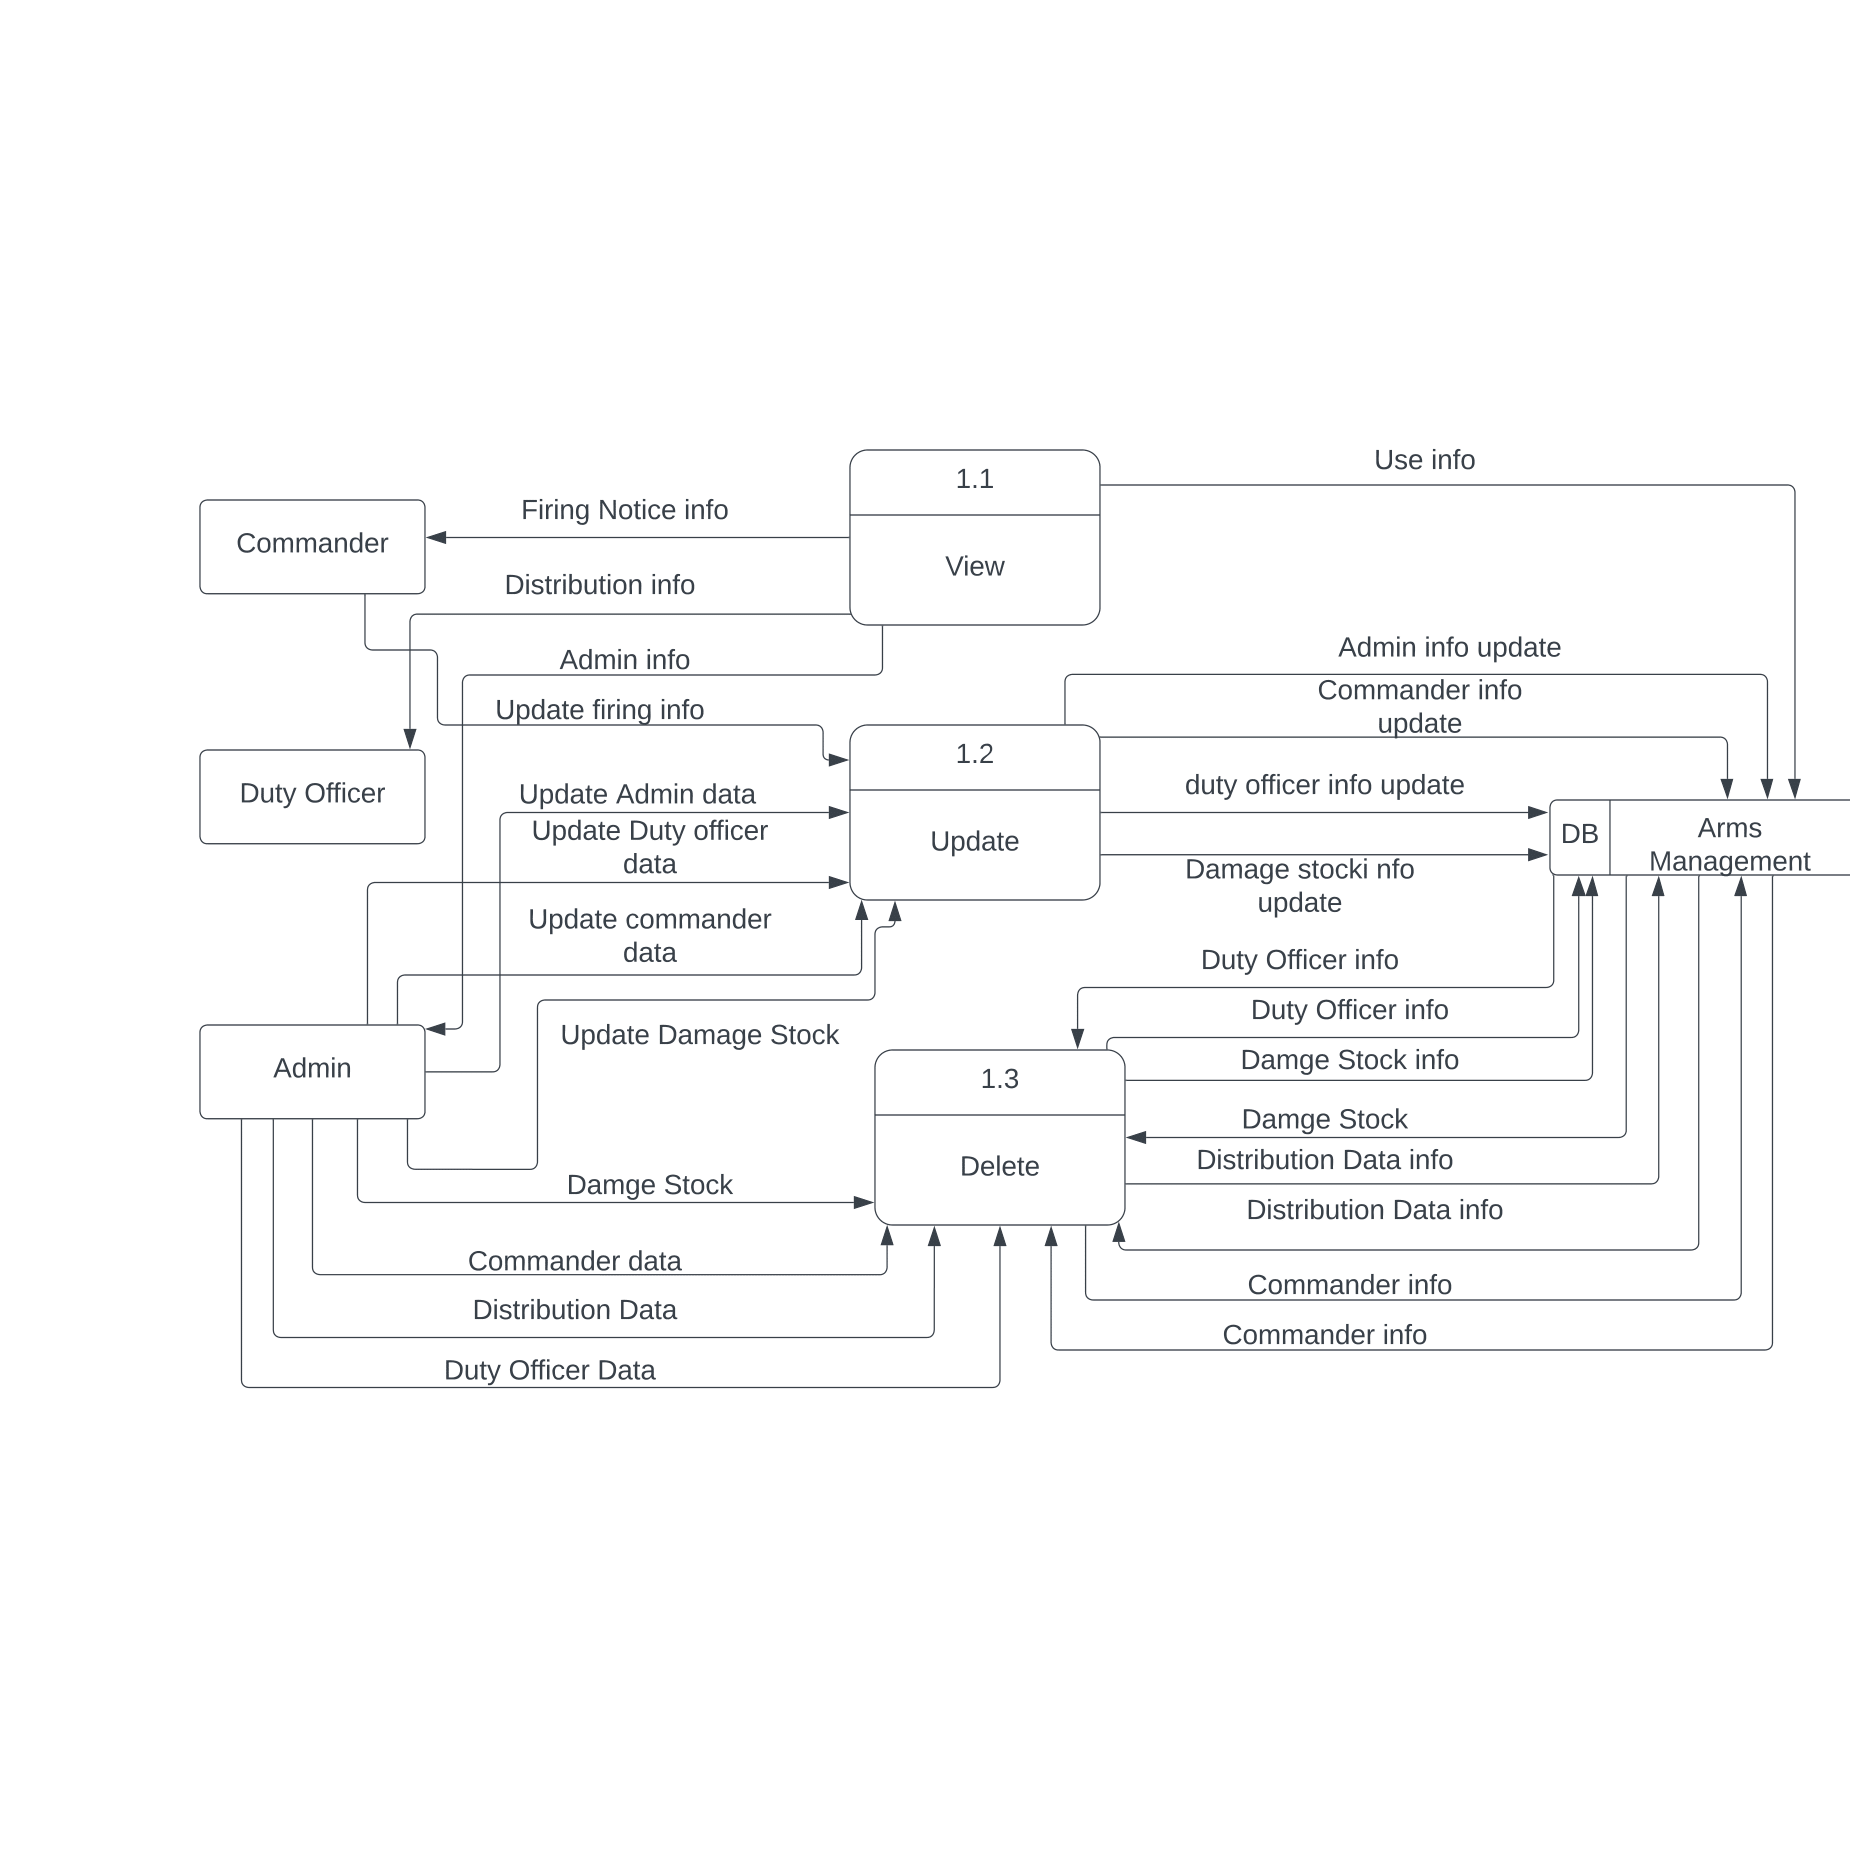 Use info
1.1
Firing Notice info
Commander
View
Distribution info
Admin info update
Admin info
Commander info
update
Update firing info
1.2
duty officer info update
Update Admin data
Duty Officer
Update Duty officer
data
Update
DB
Arms
Management
Damage stocki nfo
update
Update commander
data
Duty Officer info
Duty Officer info
Update Damage Stock
Damge Stock info
Admin
1.3
Damge Stock
Delete
Distribution Data info
Damge Stock
Distribution Data info
Commander data
Commander info
Distribution Data
Commander info
Duty Officer Data